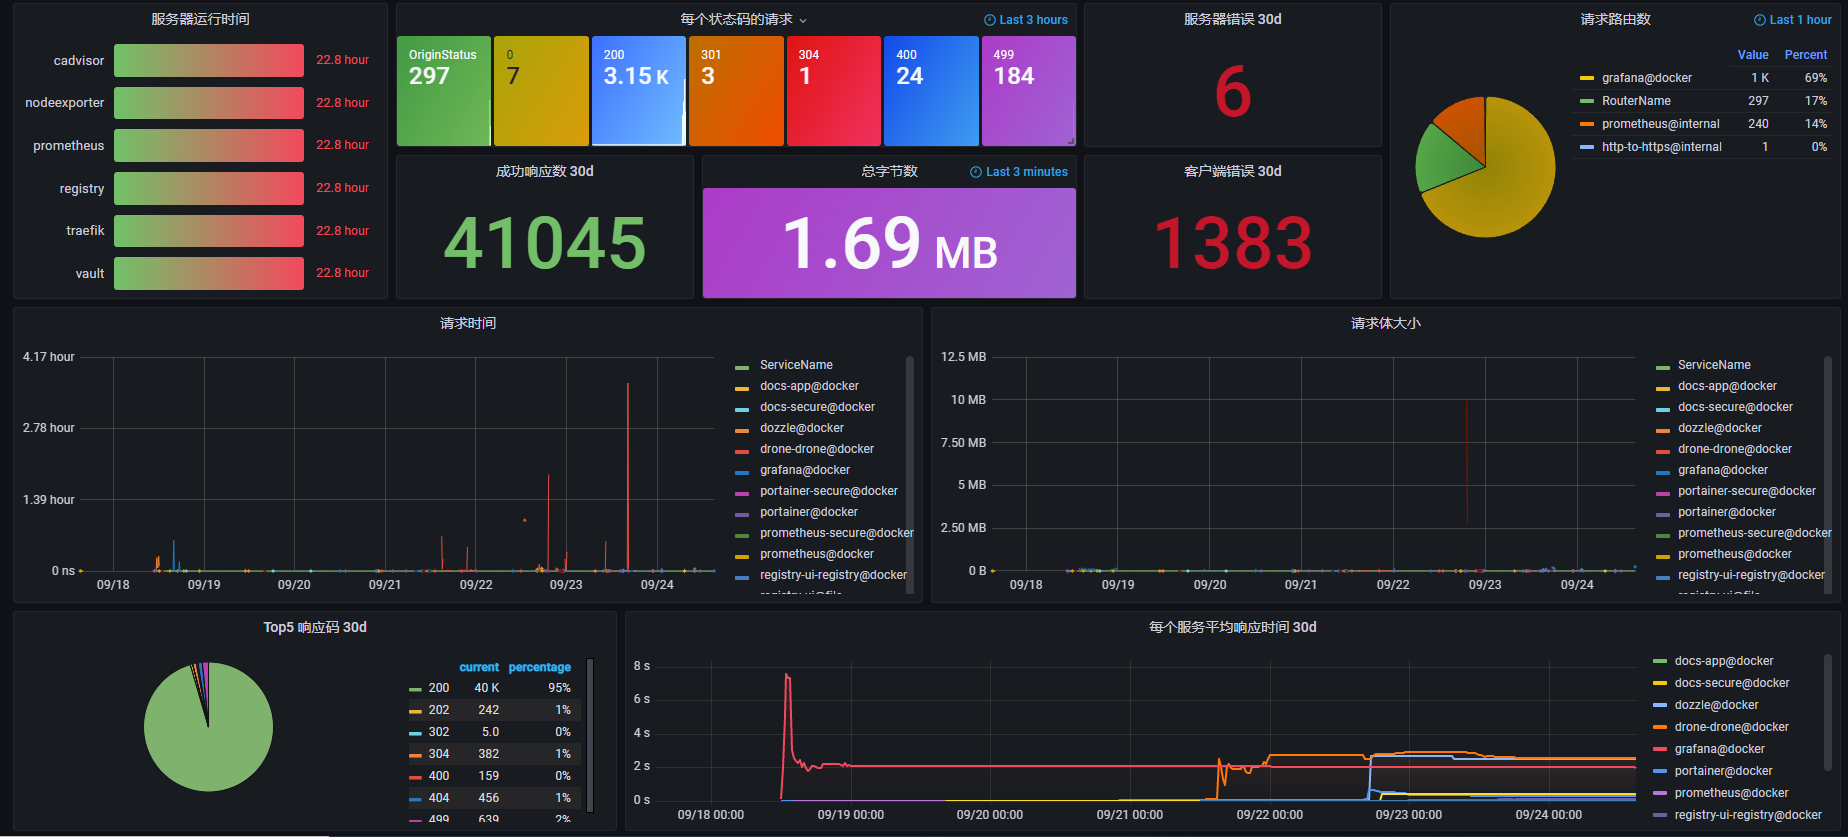 服务器运行时间
cadvisor 22.8 hour
nodeexporter 22.8 hour
prometheus 22.8 hour
registry 22.8 hour
traefik 22.8 hour
vault 22.8 hour
每个状态码的请求
Last 3 hours
OriginStatus 0 200 301 304 400 499
297 7 3.15 K 3 1 24 184
服务器错误 30d
6
请求路由数
Last 1 hour
Value Percent
grafana@docker 1 K 69%
RouterName 297 17%
prometheus@internal 240 14%
http-to-https@internal 1 0%
成功响应数 30d
41045
总字节数
Last 3 minutes
1.69 MB
客户端错误 30d
1383
请求时间
4.17 hour
2.78 hour
1.39 hour
0 ns
09/18 09/19 09/20 09/21 09/22 09/23 09/24
ServiceName
docs-app@docker
docs-secure@docker
dozzle@docker
drone-drone@docker
grafana@docker
portainer-secure@docker
portainer@docker
prometheus-secure@docker
prometheus@docker
registry-ui-registry@docker
请求体大小
12.5 MB
10 MB
7.50 MB
5 MB
2.50 MB
0 B
09/18 09/19 09/20 09/21 09/22 09/23 09/24
ServiceName
docs-app@docker
docs-secure@docker
dozzle@docker
drone-drone@docker
grafana@docker
portainer-secure@docker
portainer@docker
prometheus-secure@docker
prometheus@docker
registry-ui-registry@docker
Top5 响应码 30d
current percentage
200 40 K 95%
202 242 1%
302 5.0 0%
304 382 1%
400 159 0%
404 456 1%
499 639 2%
每个服务平均响应时间 30d
8 s
6 s
4 s
2 s
0 s
09/18 00:00 09/19 00:00 09/20 00:00 09/21 00:00 09/22 00:00 09/23 00:00 09/24 00:00
docs-app@docker
docs-secure@docker
dozzle@docker
drone-drone@docker
grafana@docker
portainer@docker
prometheus@docker
registry-ui-registry@docker